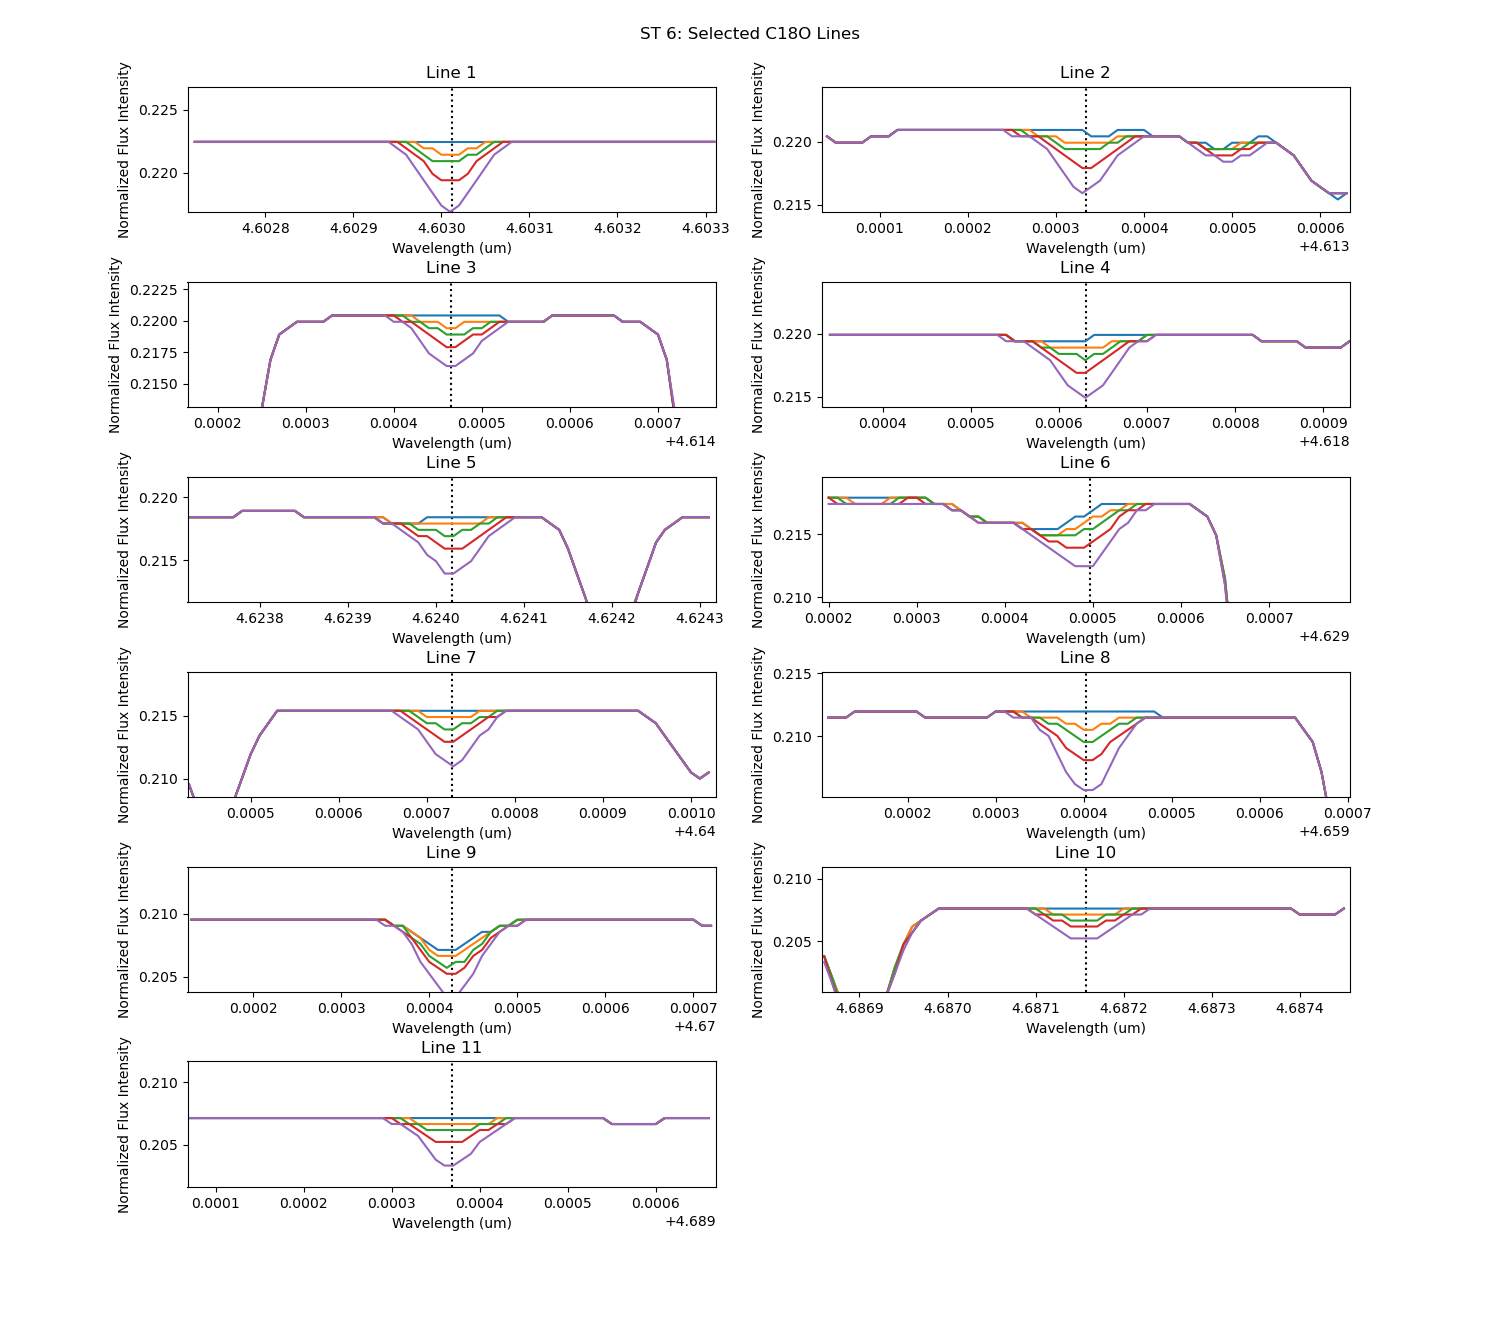 ST 6: Selected C18O Lines
Line 1
Normalized Flux Intensity
0.225
0.220
4.6028 4.6029 4.6030 4.6031 4.6032 4.6033
Wavelength (um)
Line 2
Normalized Flux Intensity
0.220
0.215
0.0001 0.0002 0.0003 0.0004 0.0005 0.0006
+4.613
Wavelength (um)
Line 3
Normalized Flux Intensity
0.2225
0.2200
0.2175
0.2150
0.0002 0.0003 0.0004 0.0005 0.0006 0.0007
+4.614
Wavelength (um)
Line 4
Normalized Flux Intensity
0.220
0.215
0.0004 0.0005 0.0006 0.0007 0.0008 0.0009
+4.618
Wavelength (um)
Line 5
Normalized Flux Intensity
0.220
0.215
4.6238 4.6239 4.6240 4.6241 4.6242 4.6243
Wavelength (um)
Line 6
Normalized Flux Intensity
0.215
0.210
0.0002 0.0003 0.0004 0.0005 0.0006 0.0007
+4.629
Wavelength (um)
Line 7
Normalized Flux Intensity
0.215
0.210
0.0005 0.0006 0.0007 0.0008 0.0009 0.0010
+4.64
Wavelength (um)
Line 8
Normalized Flux Intensity
0.215
0.210
0.0002 0.0003 0.0004 0.0005 0.0006 0.0007
+4.659
Wavelength (um)
Line 9
Normalized Flux Intensity
0.210
0.205
0.0002 0.0003 0.0004 0.0005 0.0006 0.0007
+4.67
Wavelength (um)
Line 10
Normalized Flux Intensity
0.210
0.205
4.6869 4.6870 4.6871 4.6872 4.6873 4.6874
Wavelength (um)
Line 11
Normalized Flux Intensity
0.210
0.205
0.0001 0.0002 0.0003 0.0004 0.0005 0.0006
+4.689
Wavelength (um)